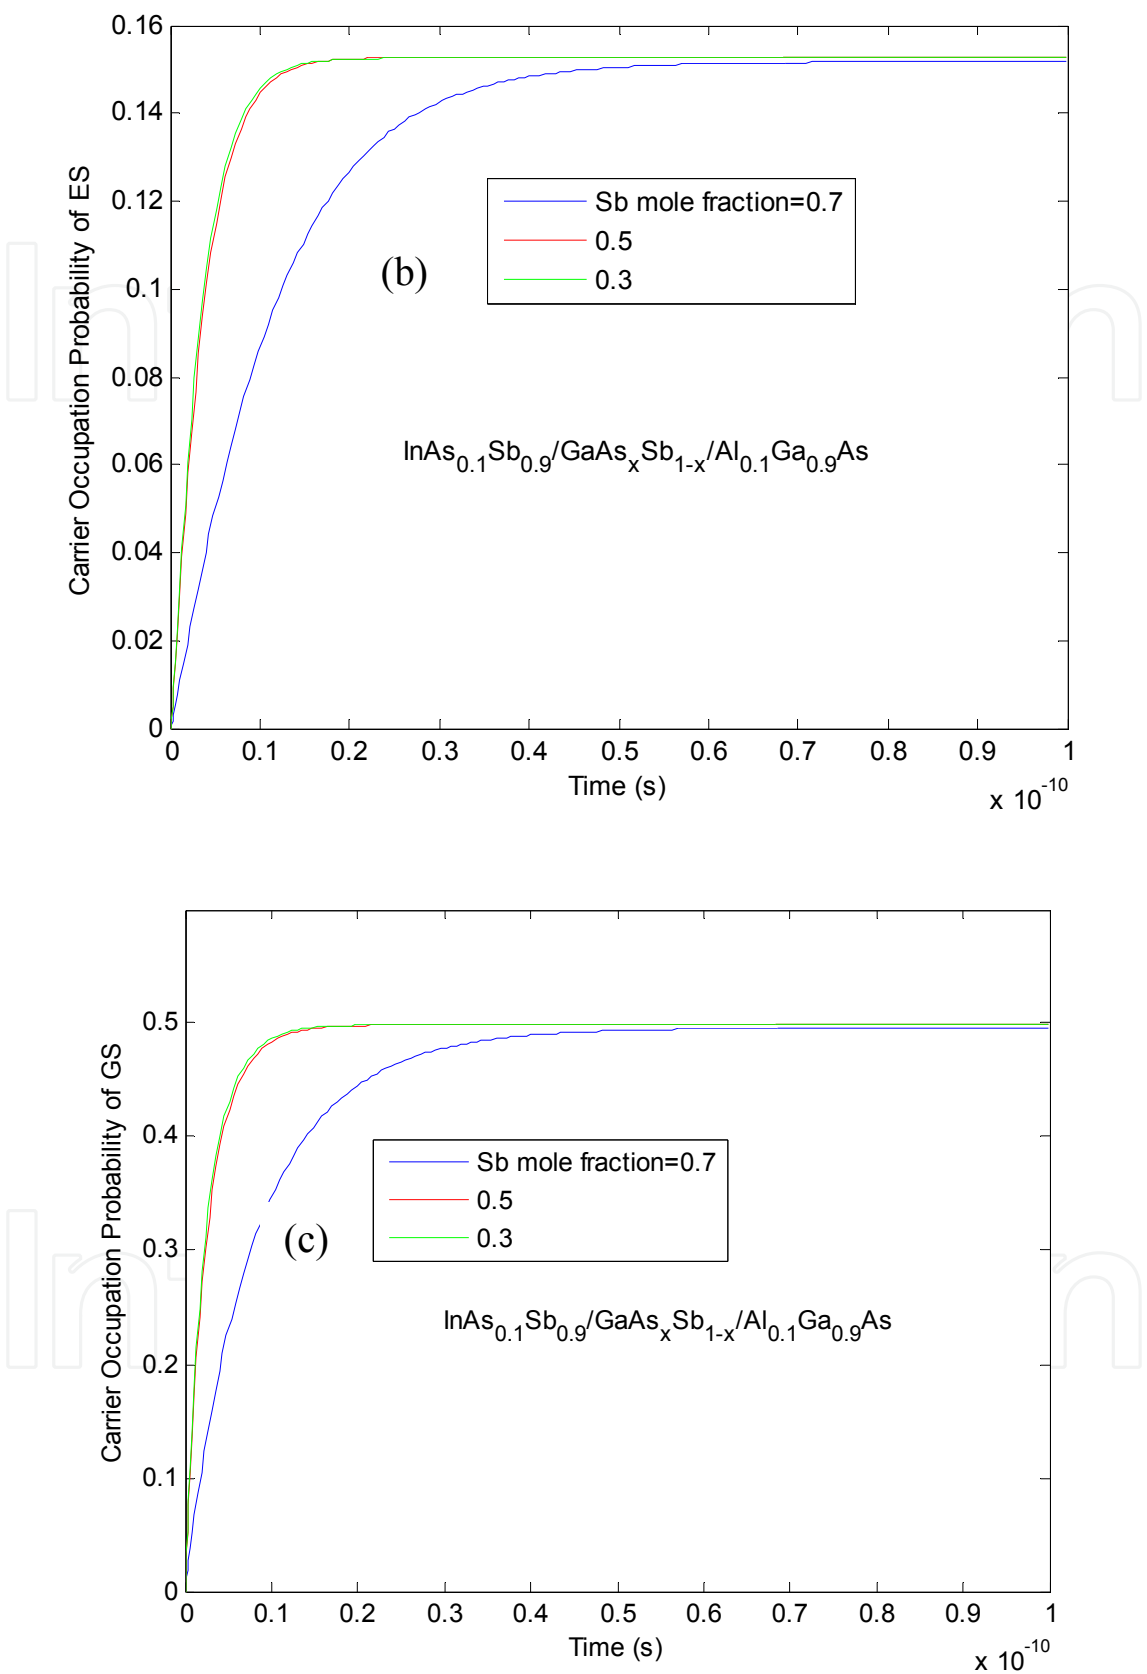 0.16
0.14
0.12
0.1
0.08
0.06
0.04
0.02
0
Carrier Occupation Probability of ES
Sb mole fraction=0.7
0.5
0.3
(b)
InAs0.1Sb0.9/GaAsxSb1-x/Al0.1Ga0.9As
0 0.1 0.2 0.3 0.4 0.5 0.6 0.7 0.8 0.9 1
Time (s)
x 10-10
0.5
0.4
0.3
0.2
0.1
0
Carrier Occupation Probability of GS
Sb mole fraction=0.7
0.5
0.3
(c)
InAs0.1Sb0.9/GaAsxSb1-x/Al0.1Ga0.9As
0 0.1 0.2 0.3 0.4 0.5 0.6 0.7 0.8 0.9 1
Time (s)
x 10-10